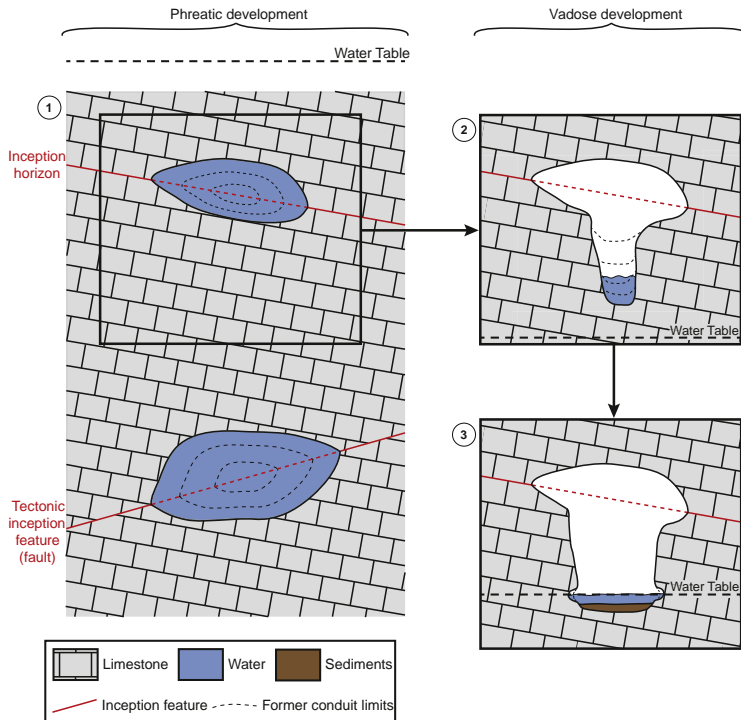 Phreatic development
Vadose development
Water Table
1
2
Inception
horizon
Water Table
3
Tectonic
inception
feature
(fault)
Water Table
Limestone
Water
Sediments
Inception feature
Former conduit limits